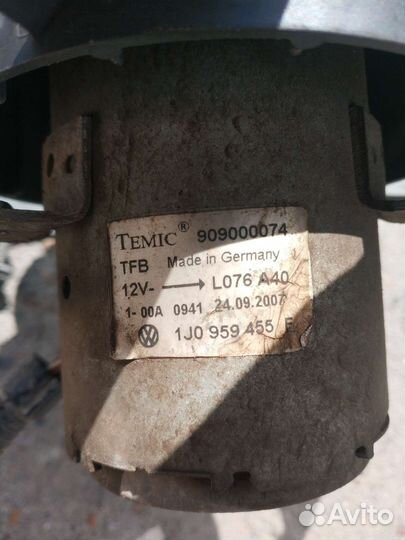 TEMIC® 909000074
TFB Made in Germany
12V- → L076 A40
1-00A 0941 24.09.2007
1J0 959 455 F
Avito